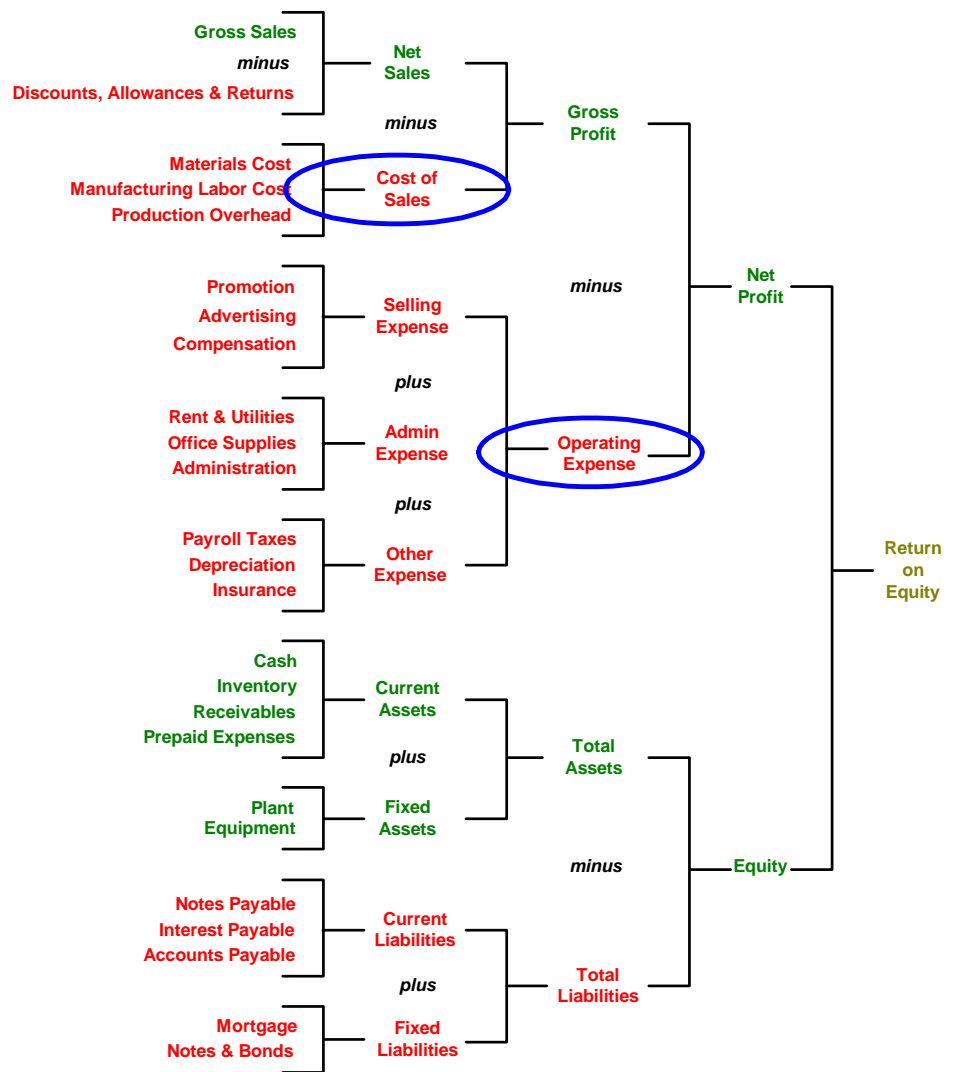 Gross Sales
minus
Discounts, Allowances & Returns
Net
Sales
minus
Materials Cost
Manufacturing Labor Cost
Production Overhead
Cost of
Sales
Gross
Profit
minus
Promotion
Advertising
Compensation
Selling
Expense
plus
Rent & Utilities
Office Supplies
Administration
Admin
Expense
plus
Payroll Taxes
Depreciation
Insurance
Other
Expense
Operating
Expense
Net
Profit
Return
on
Equity
Cash
Inventory
Receivables
Prepaid Expenses
Current
Assets
plus
Plant
Equipment
Fixed
Assets
Total
Assets
minus
Equity
Notes Payable
Interest Payable
Accounts Payable
Current
Liabilities
plus
Mortgage
Notes & Bonds
Fixed
Liabilities
Total
Liabilities